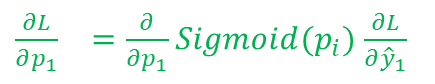 ∂L/∂p₁ = ∂/∂p₁ Sigmoid(pᵢ) ∂L/∂ŷ₁